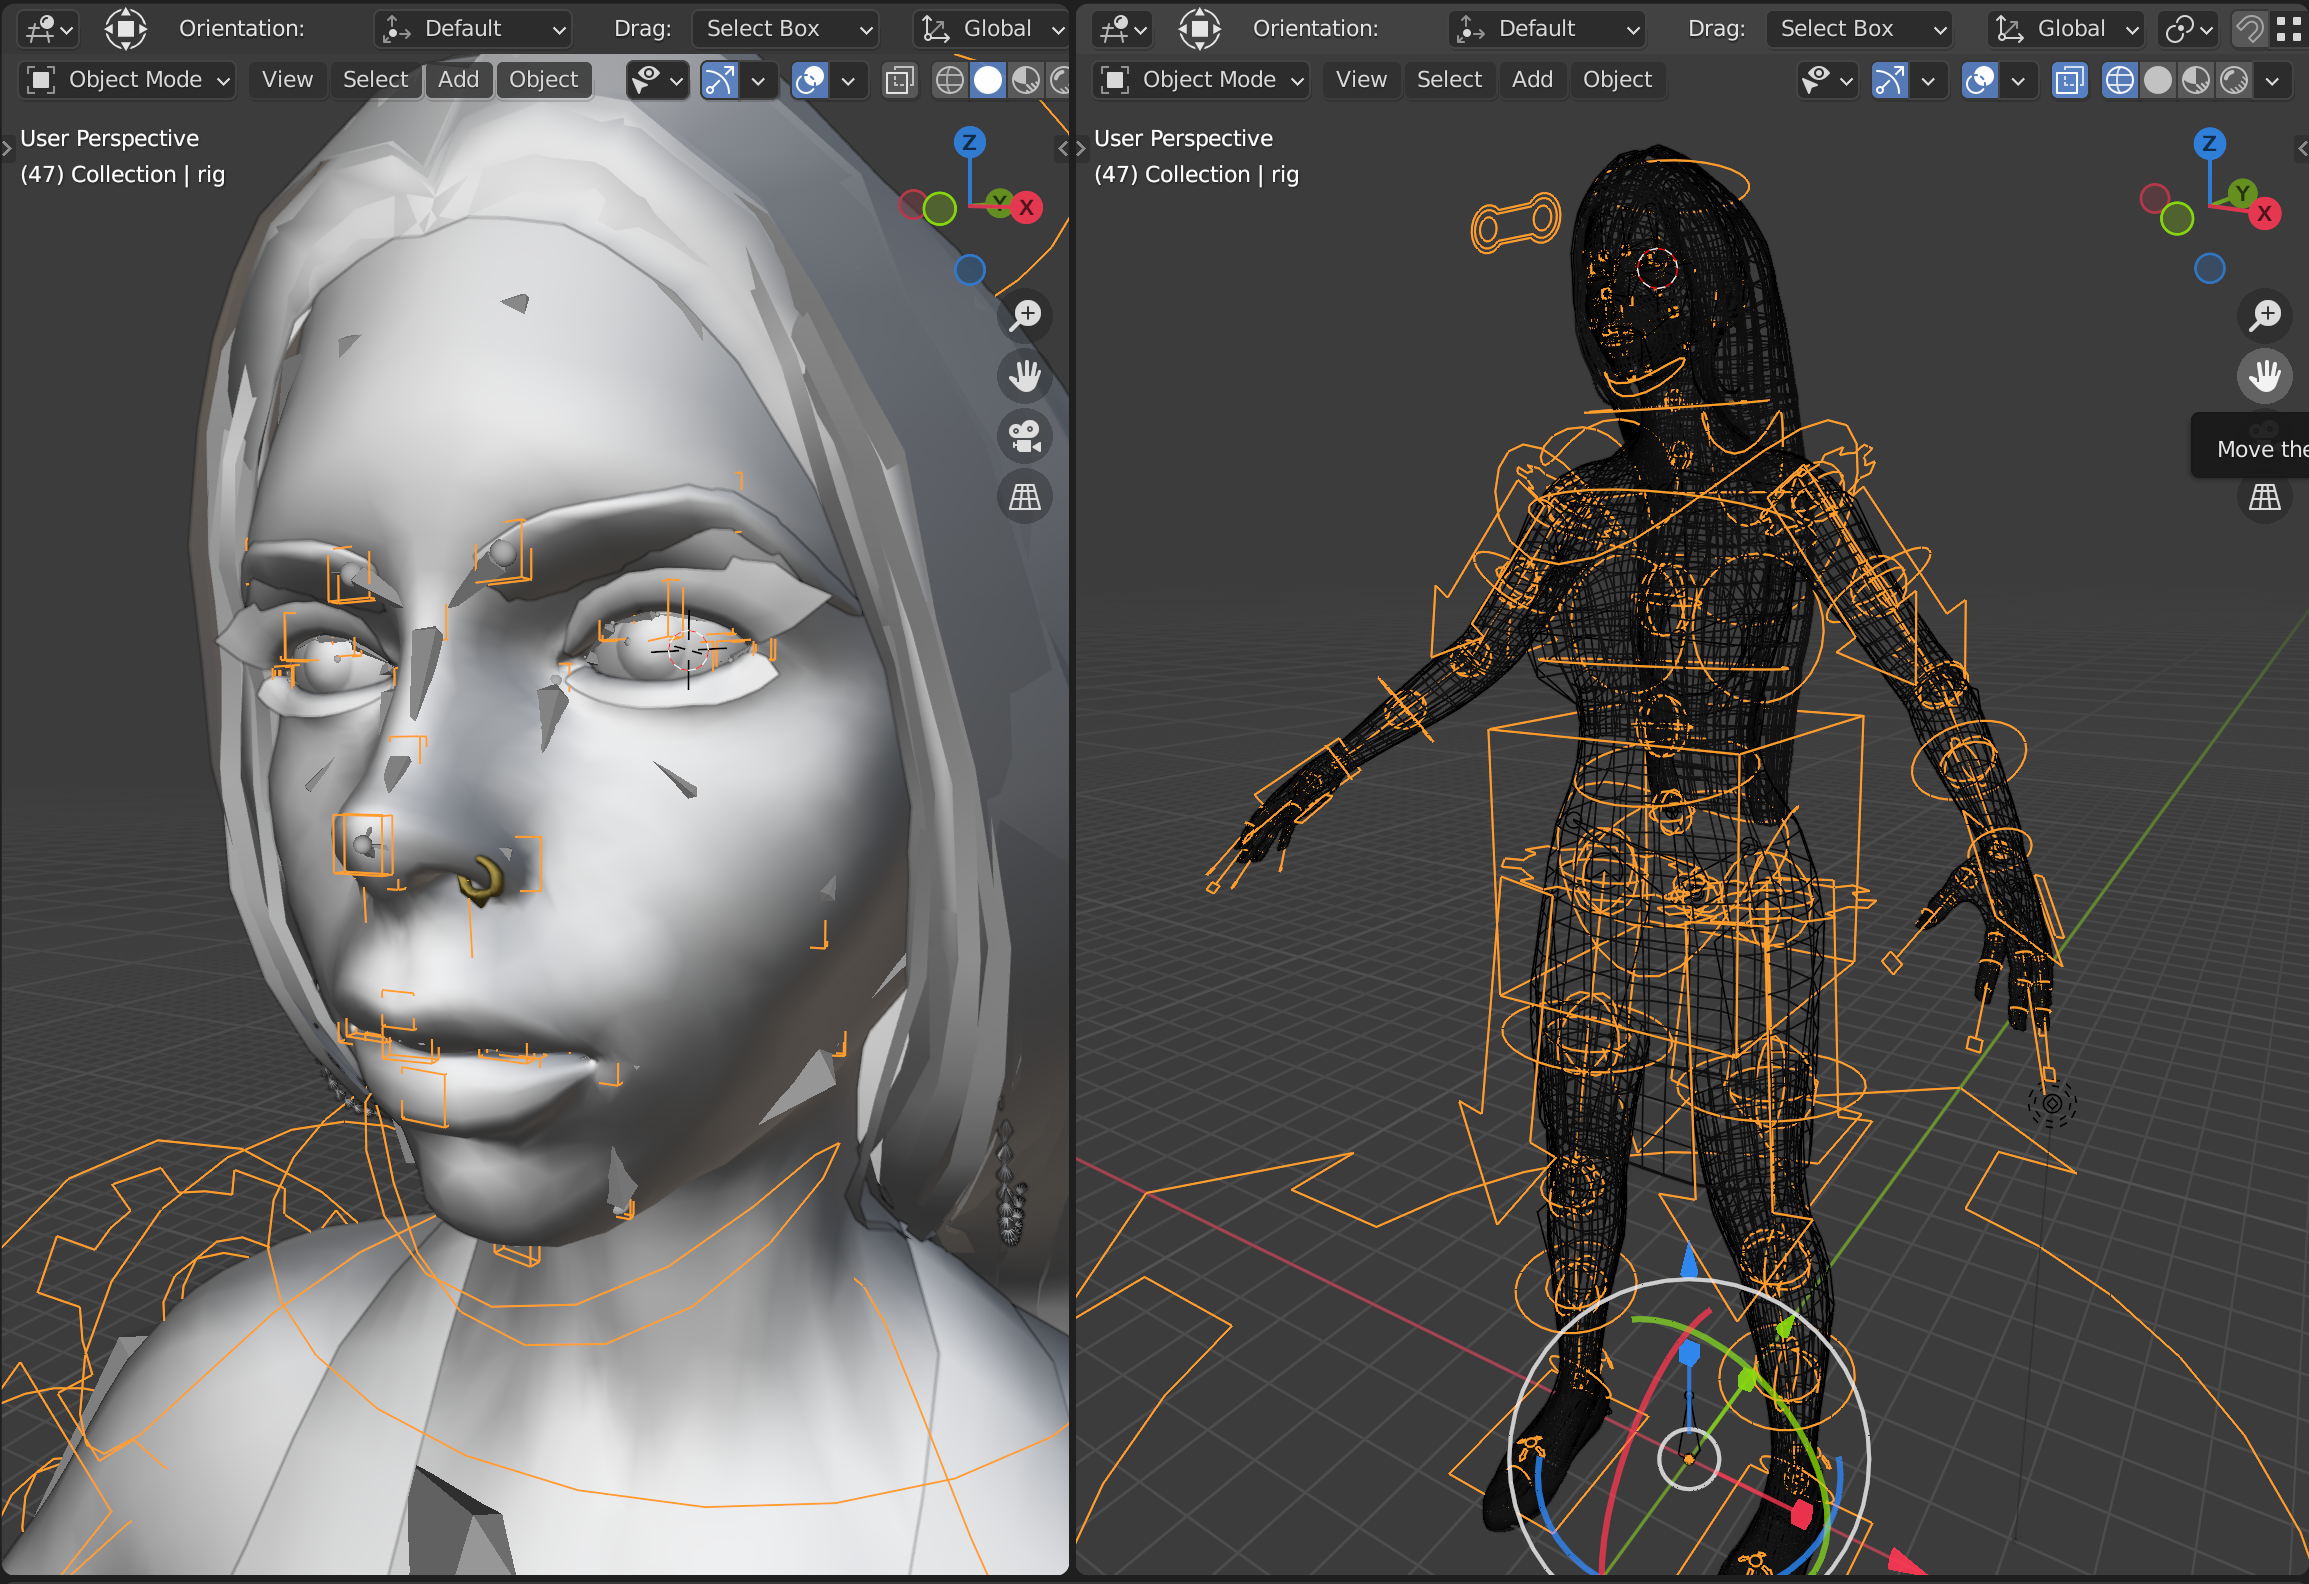 Orientation: Default Drag: Select Box Global
Object Mode View Select Add Object
User Perspective
(47) Collection | rig
Z
Y X
Orientation: Default Drag: Select Box Global
Object Mode View Select Add Object
User Perspective
(47) Collection | rig
Z
Y
X
Move the